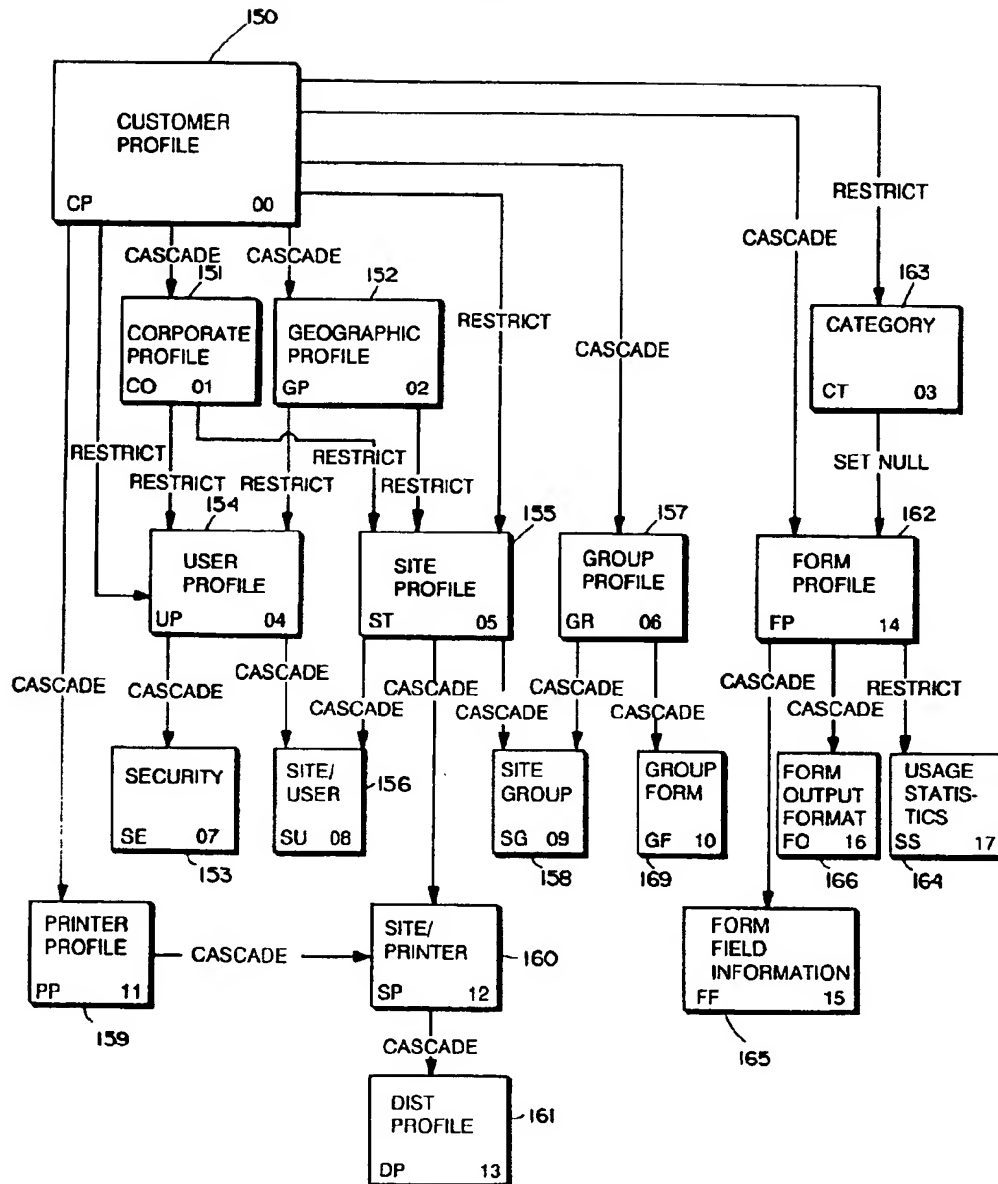 150
CUSTOMER
PROFILE
CP 00
RESTRICT
CASCADE
CASCADE
CASCADE
151
152
163
RESTRICT
CASCADE
CORPORATE
PROFILE
CO 01
GEOGRAPHIC
PROFILE
GP 02
CATEGORY
CT 03
RESTRICT
RESTRICT
RESTRICT
RESTRICT
RESTRICT
SET NULL
154
155
157
162
USER
PROFILE
UP 04
SITE
PROFILE
ST 05
GROUP
PROFILE
GR 06
FORM
PROFILE
FP 14
CASCADE
CASCADE
CASCADE
CASCADE
CASCADE
CASCADE
CASCADE
CASCADE
CASCADE
CASCADE
RESTRICT
SECURITY
SE 07
153
SITE/
USER
SU 08
156
SITE
GROUP
SG 09
158
GROUP
FORM
GF 10
169
FORM
OUTPUT
FORMAT
FO 16
166
USAGE
STATIS-
TICS
SS 17
164
PRINTER
PROFILE
PP 11
159
CASCADE
SITE/
PRINTER
SP 12
160
FORM
FIELD
INFORMATION
FF 15
165
CASCADE
DIST
PROFILE
DP 13
161